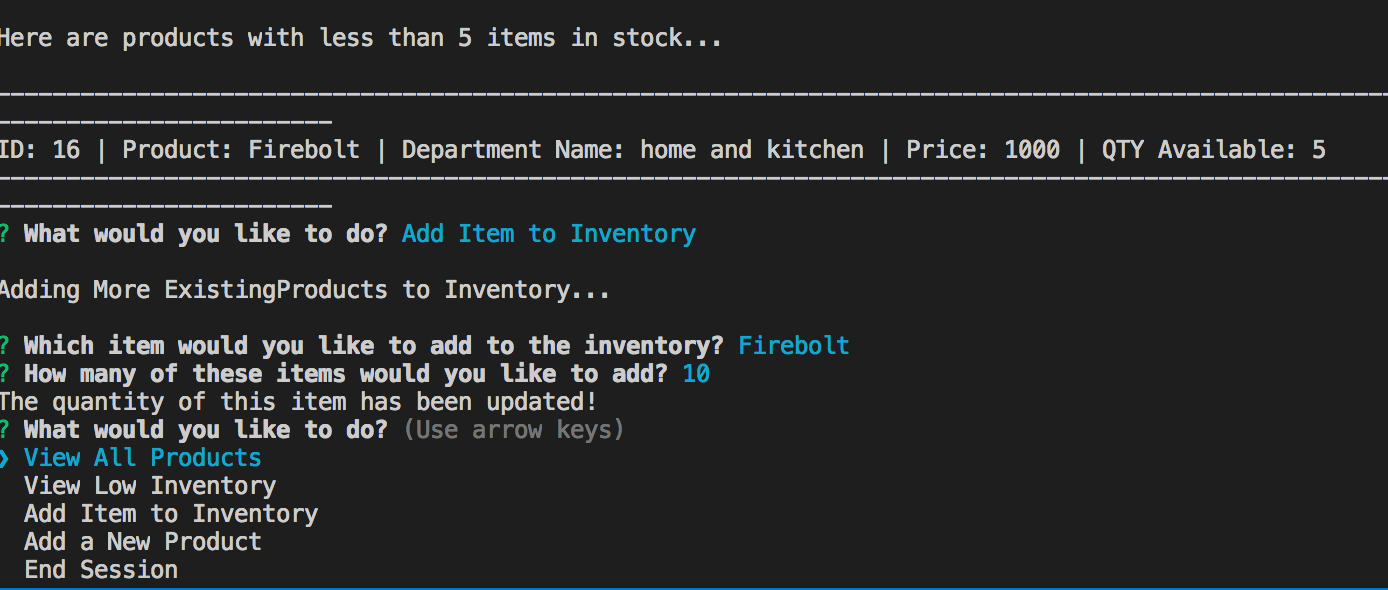 Here are products with less than 5 items in stock...
----------------------------------------------------------------------------------------------------
------------------------
ID: 16 | Product: Firebolt | Department Name: home and kitchen | Price: 1000 | QTY Available: 5
----------------------------------------------------------------------------------------------------
------------------------
? What would you like to do? Add Item to Inventory
Adding More ExistingProducts to Inventory...
? Which item would you like to add to the inventory? Firebolt
? How many of these items would you like to add? 10
The quantity of this item has been updated!
? What would you like to do? (Use arrow keys)
❯ View All Products
View Low Inventory
Add Item to Inventory
Add a New Product
End Session